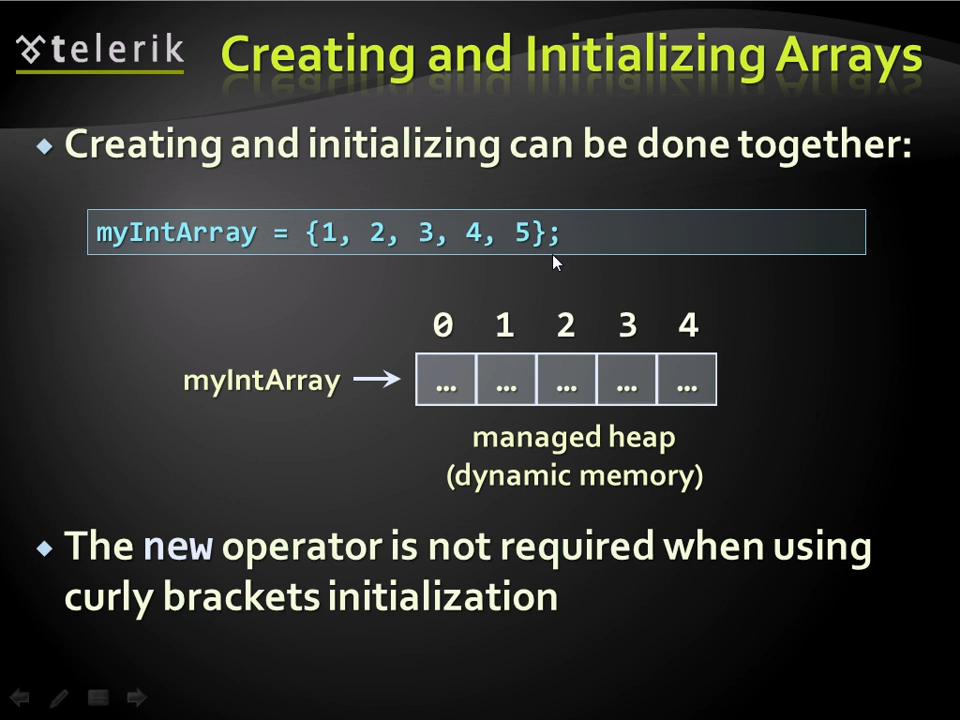 telerik
Creating and Initializing Arrays
Creating and initializing can be done together:
myIntArray = {1, 2, 3, 4, 5};
0 1 2 3 4
myIntArray … … … … …
managed heap
(dynamic memory)
The new operator is not required when using
curly brackets initialization